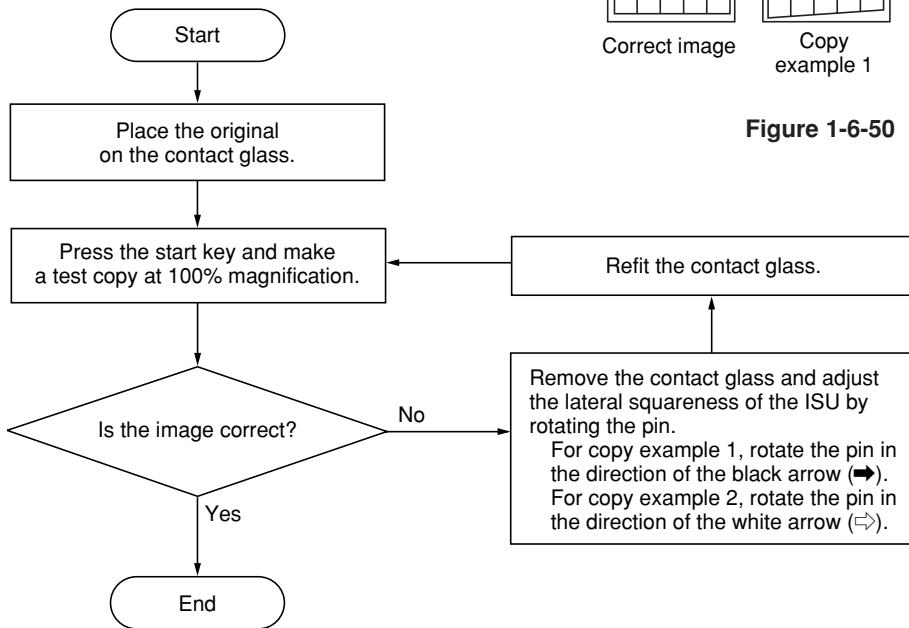 Start
Correct image
Copy
example 1
Place the original
on the contact glass.
Figure 1-6-50
Press the start key and make
a test copy at 100% magnification.
Refit the contact glass.
Is the image correct?
No
Remove the contact glass and adjust
the lateral squareness of the ISU by
rotating the pin.
For copy example 1, rotate the pin in
the direction of the black arrow (➡).
For copy example 2, rotate the pin in
the direction of the white arrow (⇨).
Yes
End